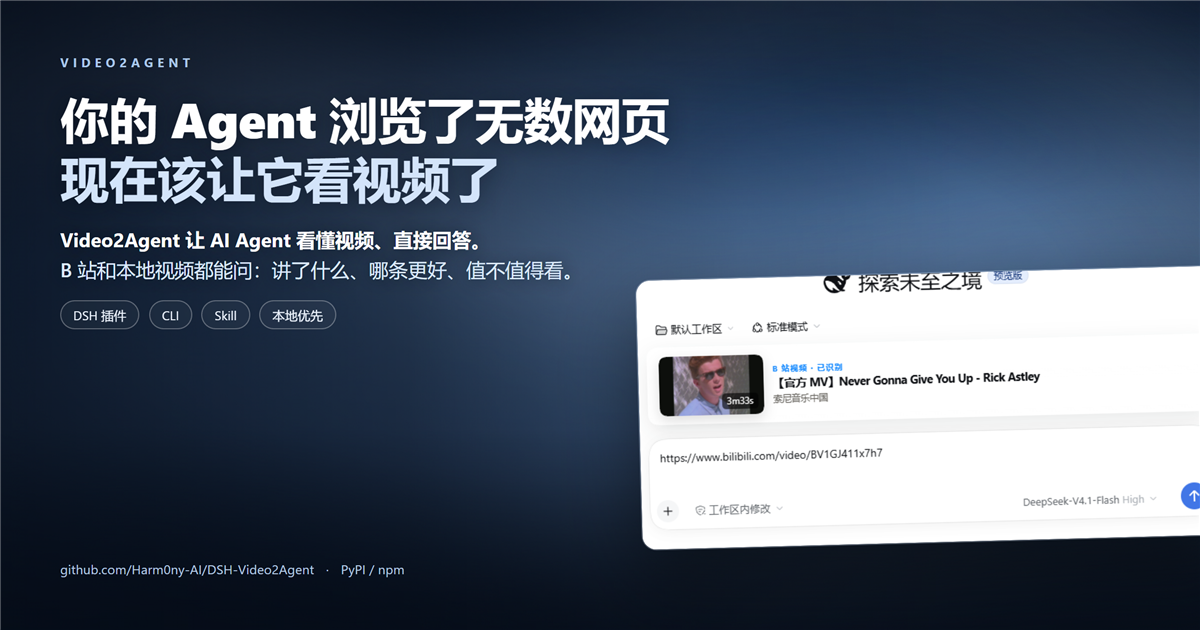 VIDEO2AGENT
你的 Agent 浏览了无数网页
现在该让它看视频了
Video2Agent 让 AI Agent 看懂视频、直接回答。
B 站和本地视频都能问：讲了什么、哪条更好、值不值得看。
DSH 插件
CLI
Skill
本地优先
探索未至之境
预览版
默认工作区
标准模式
3m33s
B 站视频 · 已识别
【官方 MV】Never Gonna Give You Up - Rick Astley
索尼音乐中国
https://www.bilibili.com/video/BV1GJ411x7h7
工作区内修改
DeepSeek-V4.1-Flash High
github.com/Harm0ny-AI/DSH-Video2Agent · PyPI / npm